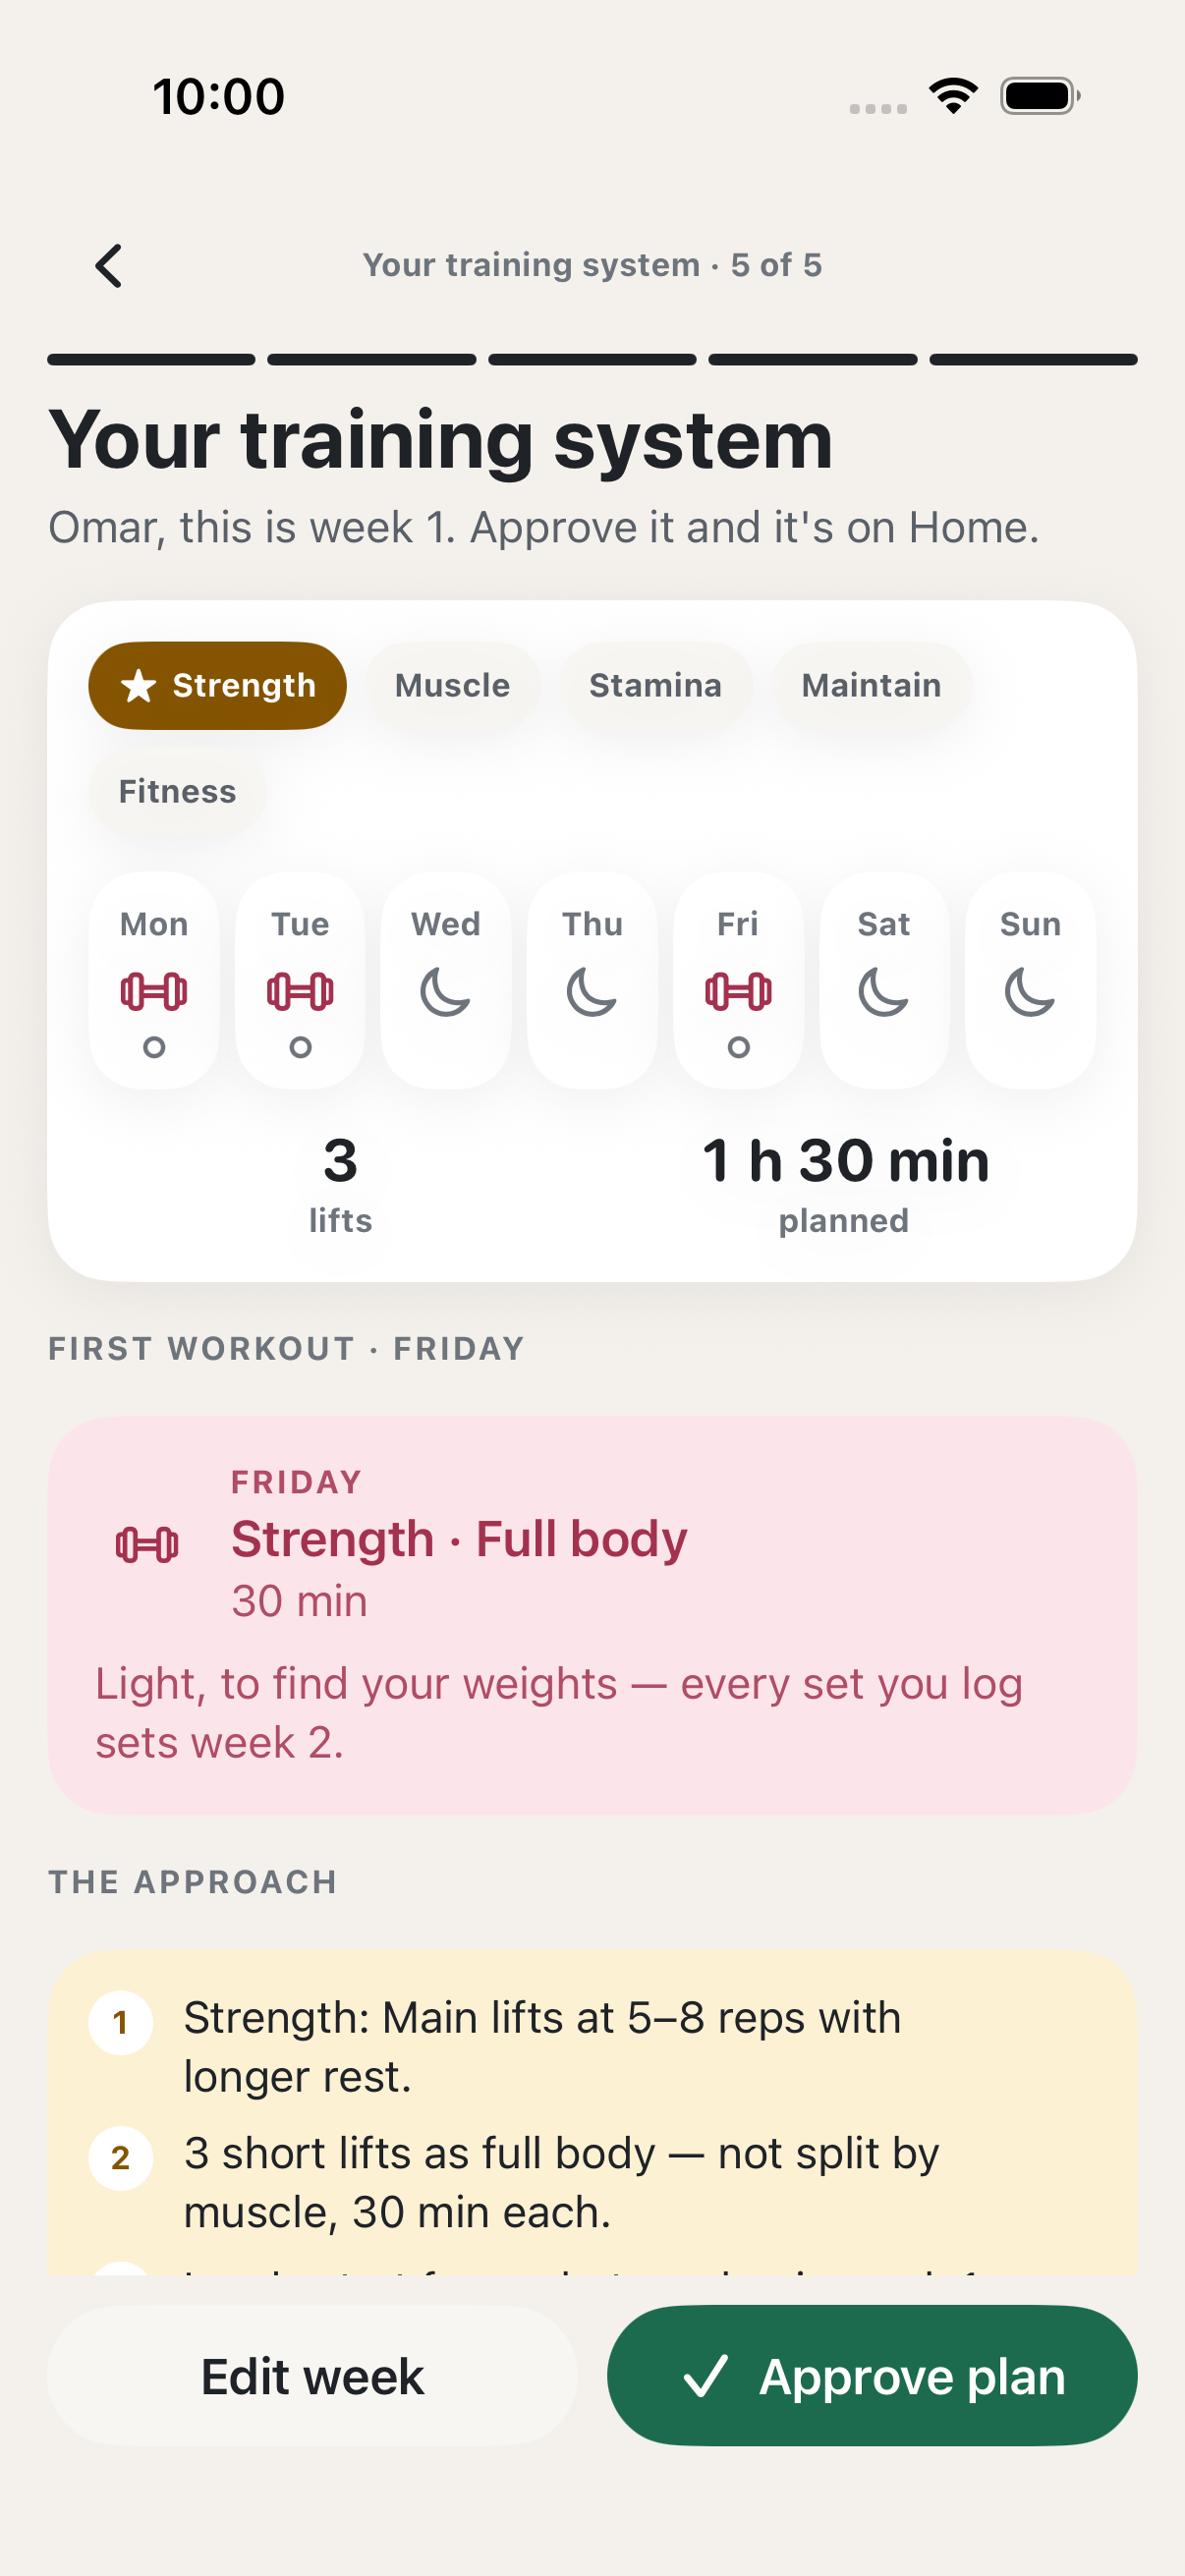 10:00
Your training system · 5 of 5
Your training system
Omar, this is week 1. Approve it and it's on Home.
Strength Muscle Stamina Maintain
Fitness
Mon Tue Wed Thu Fri Sat Sun
3 1 h 30 min
lifts planned
FIRST WORKOUT · FRIDAY
FRIDAY
Strength · Full body
30 min
Light, to find your weights — every set you log
sets week 2.
THE APPROACH
1 Strength: Main lifts at 5–8 reps with
longer rest.
2 3 short lifts as full body — not split by
muscle, 30 min each.
Edit week Approve plan